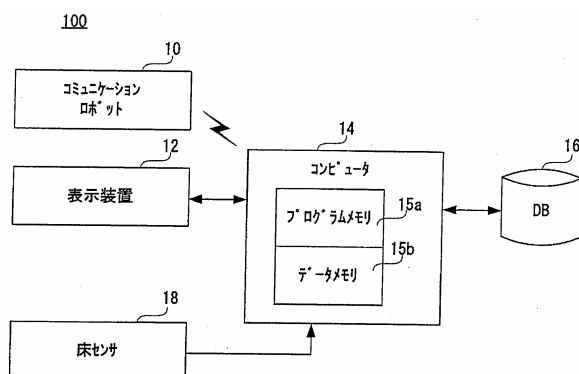 100
10
コミュニケーション
ロボット
12
表示装置
14
コンピュータ
プログラムメモリ
15a
データメモリ
15b
16
DB
18
床センサ